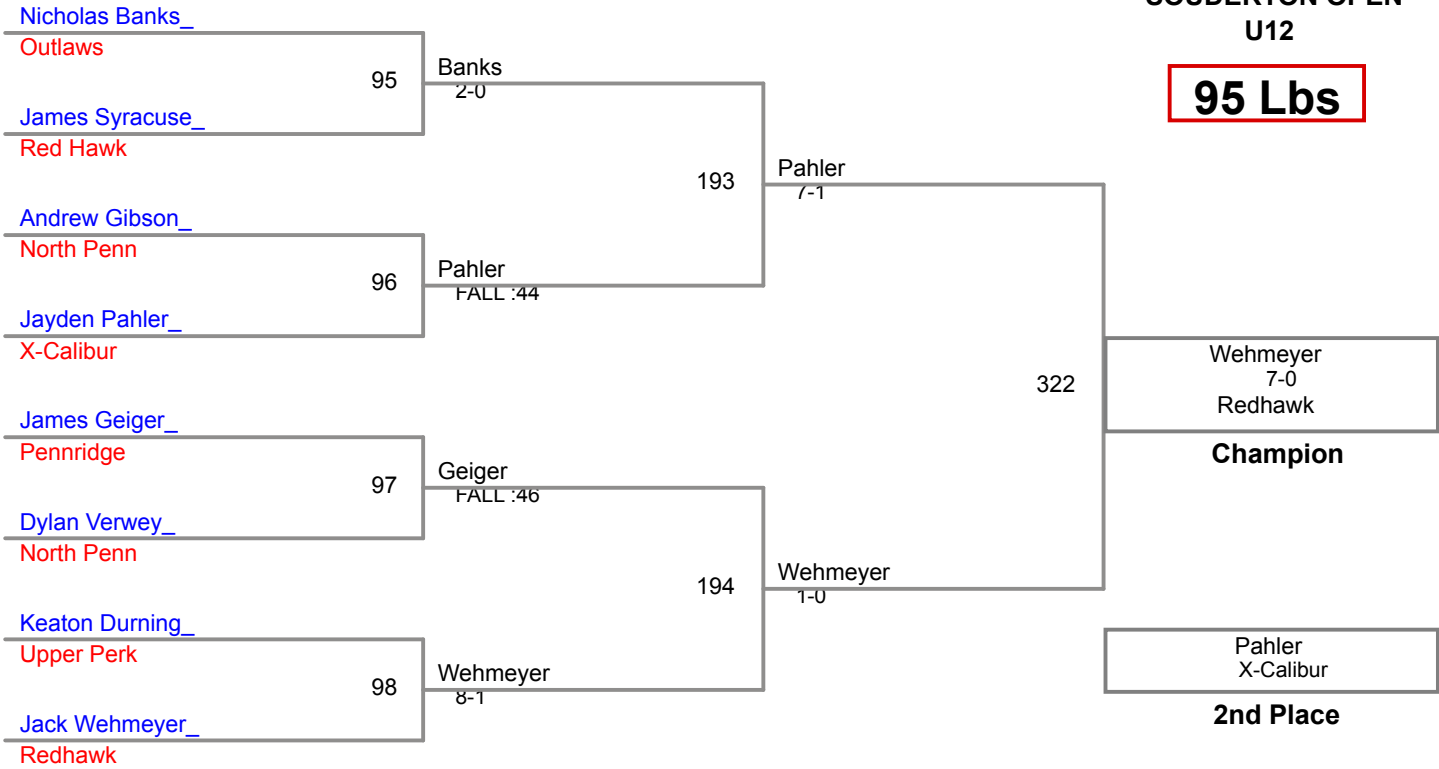 SOUDERTON OPEN
U12
95 Lbs
Nicholas Banks_
Outlaws
95
Banks
2-0
James Syracuse_
Red Hawk
193
Pahler
7-1
Andrew Gibson_
North Penn
96
Pahler
FALL :44
Jayden Pahler_
X-Calibur
322
Wehmeyer
7-0
Redhawk
Champion
James Geiger_
Pennridge
97
Geiger
FALL :46
Dylan Verwey_
North Penn
194
Wehmeyer
1-0
Keaton Durning_
Upper Perk
98
Wehmeyer
8-1
Jack Wehmeyer_
Redhawk
Pahler
X-Calibur
2nd Place